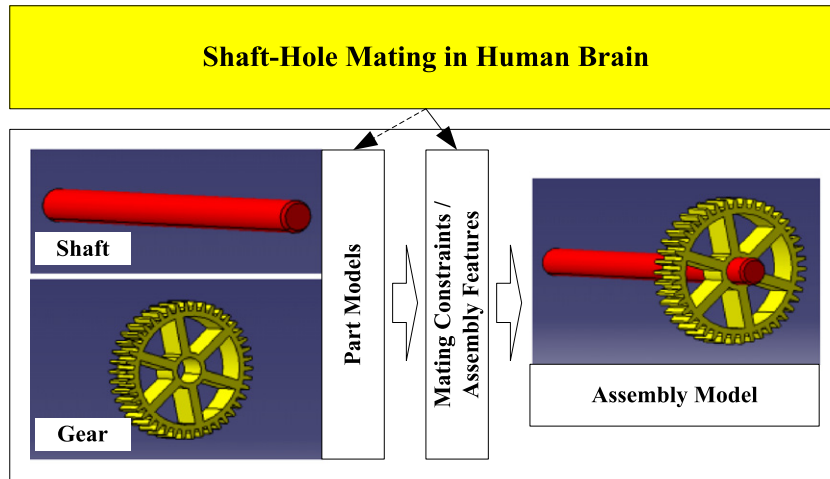 Shaft-Hole Mating in Human Brain
Shaft
Gear
Part Models
Mating Constraints /
Assembly Features
Assembly Model